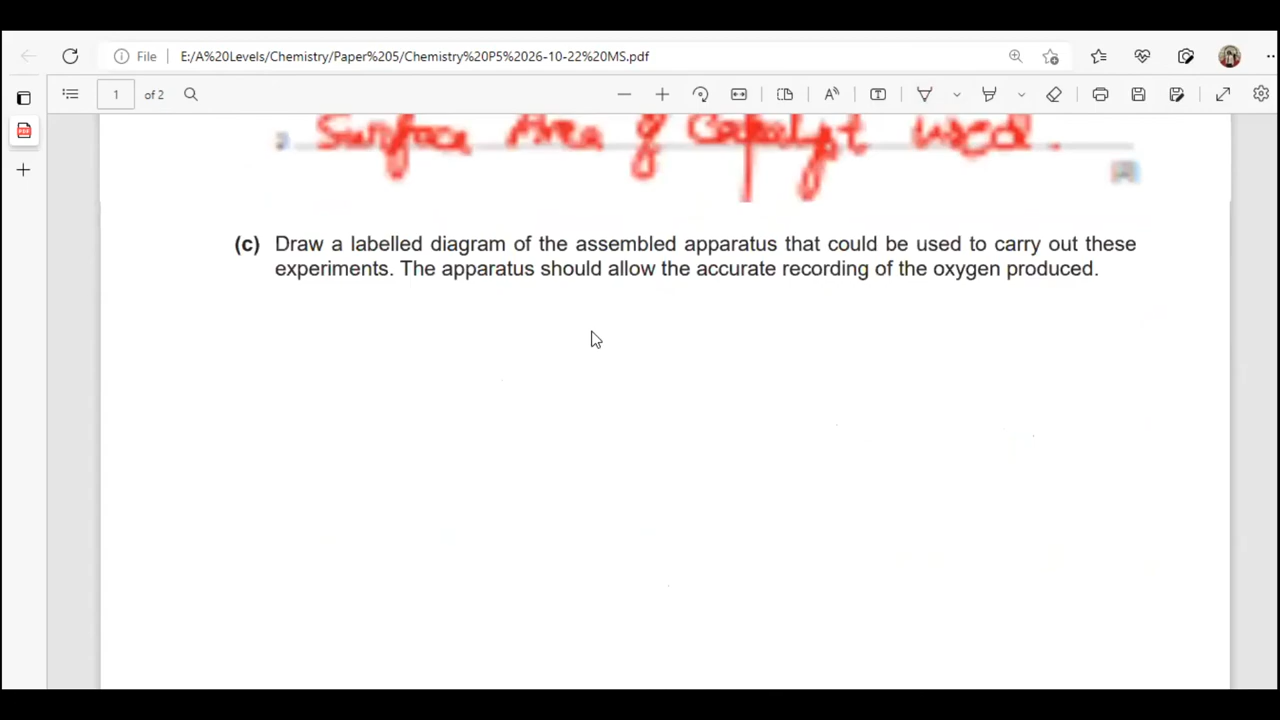 File E:/A%20Levels/Chemistry/Paper%205/Chemistry%20P5%2026-10-22%20MS.pdf
1 of 2
Surface Area of Catalyst used.
(c) Draw a labelled diagram of the assembled apparatus that could be used to carry out these
experiments. The apparatus should allow the accurate recording of the oxygen produced.